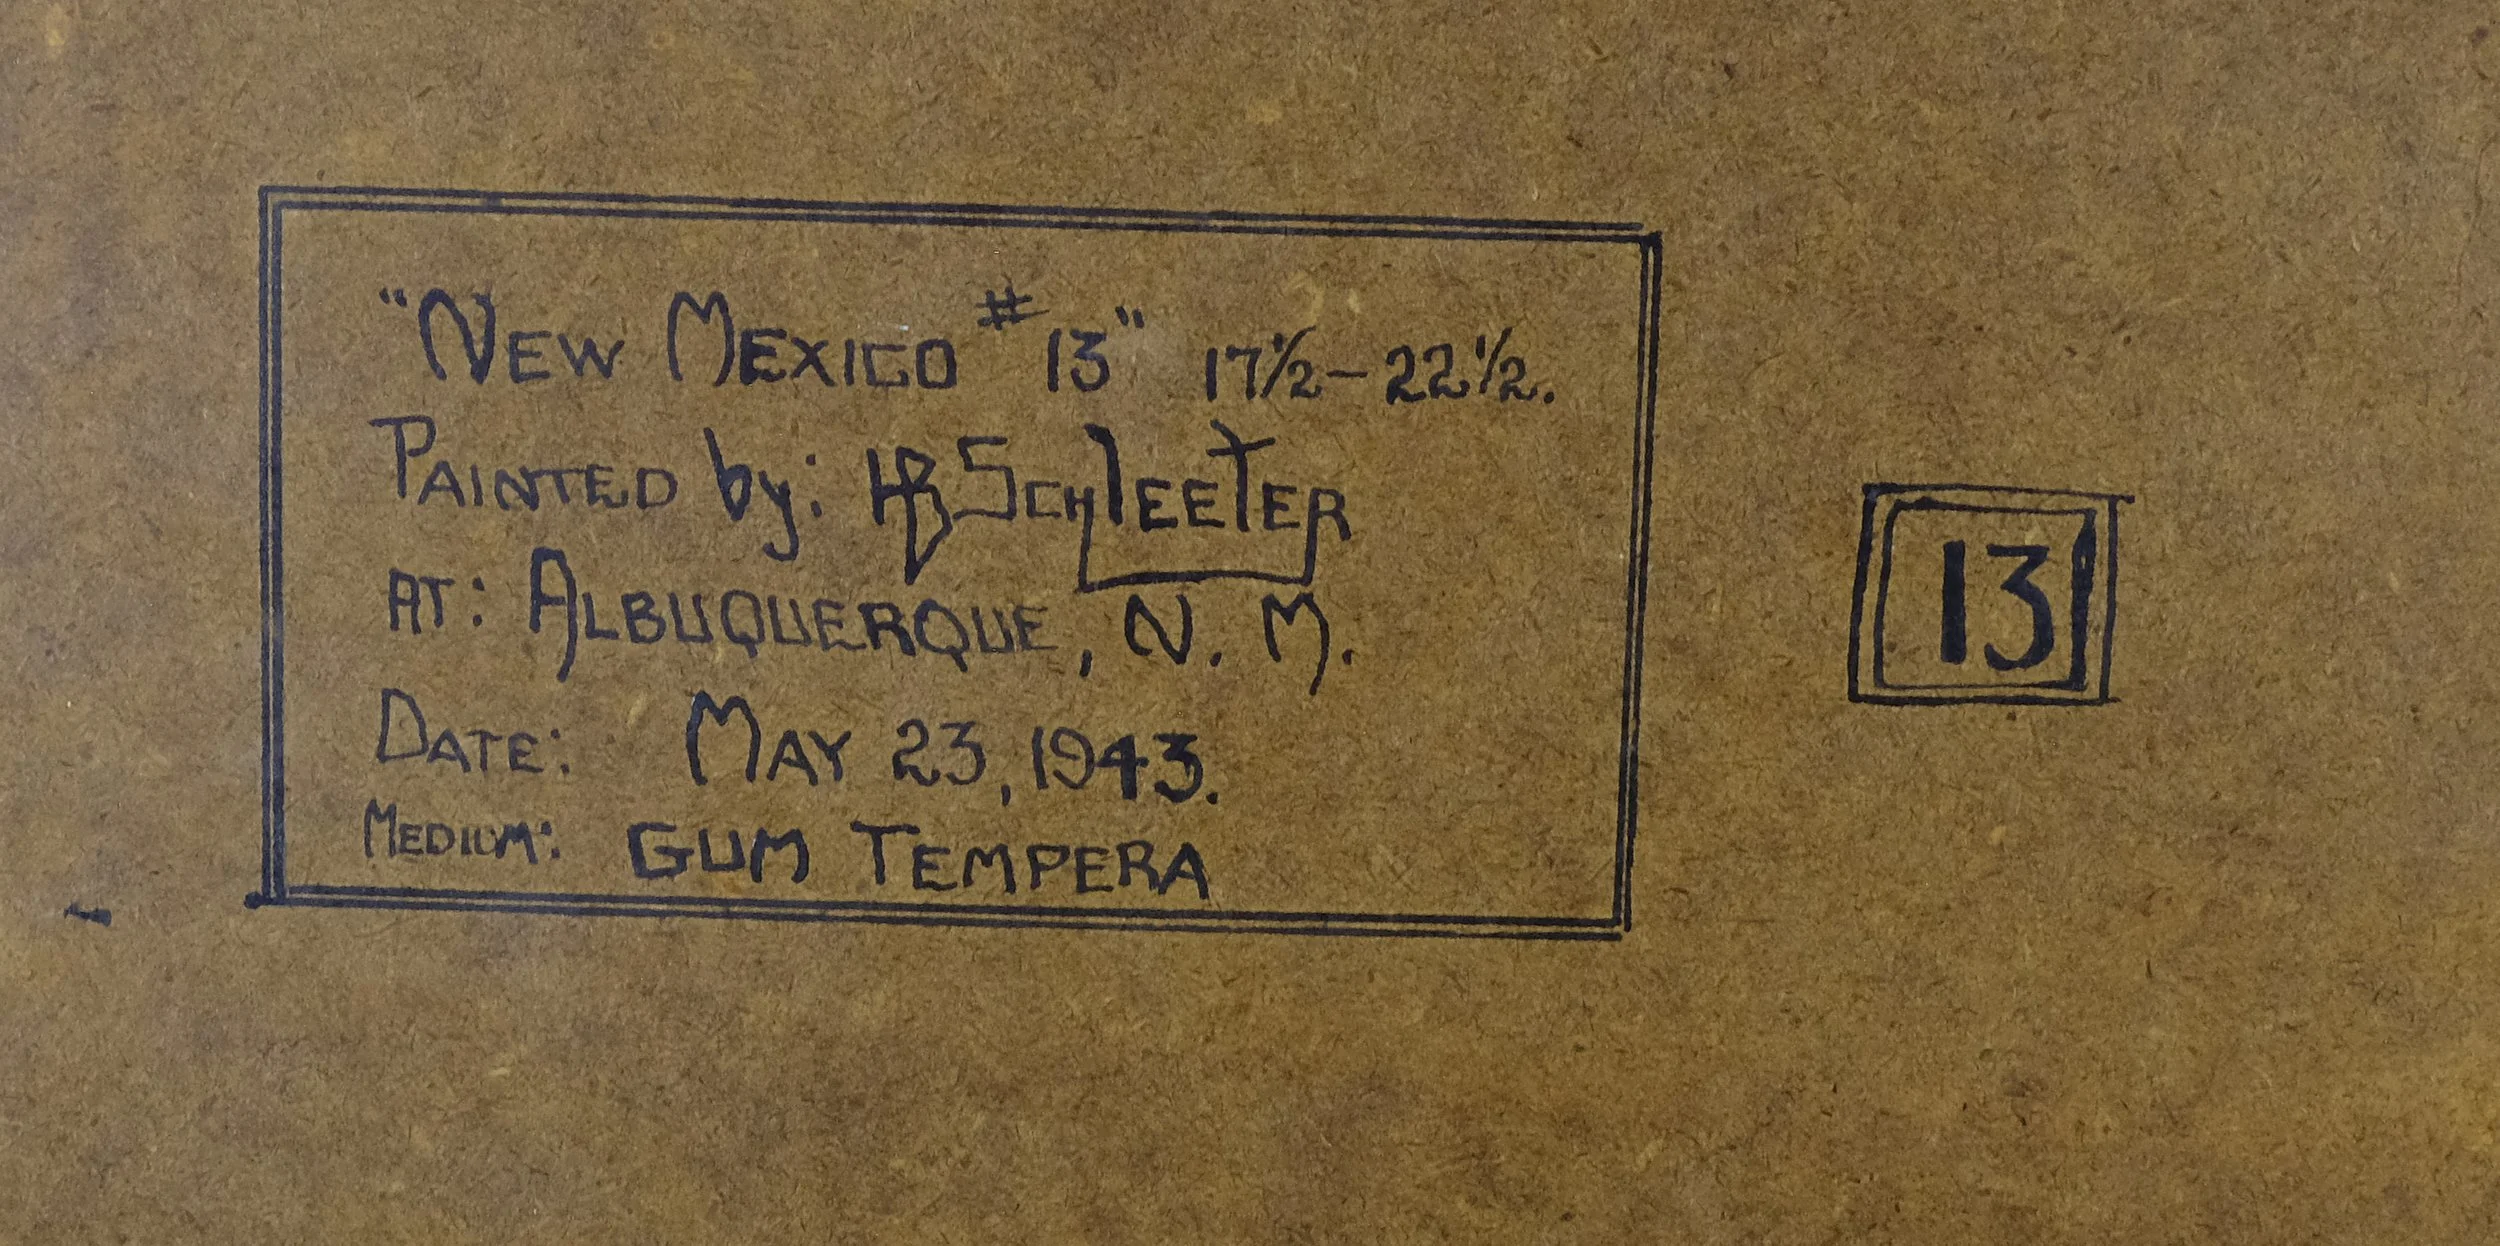 "New Mexico #13" 17½–22½.
Painted by: HB Schleeter
At: Albuquerque, N. M.
Date: May 23, 1943.
Medium: Gum Tempera
13